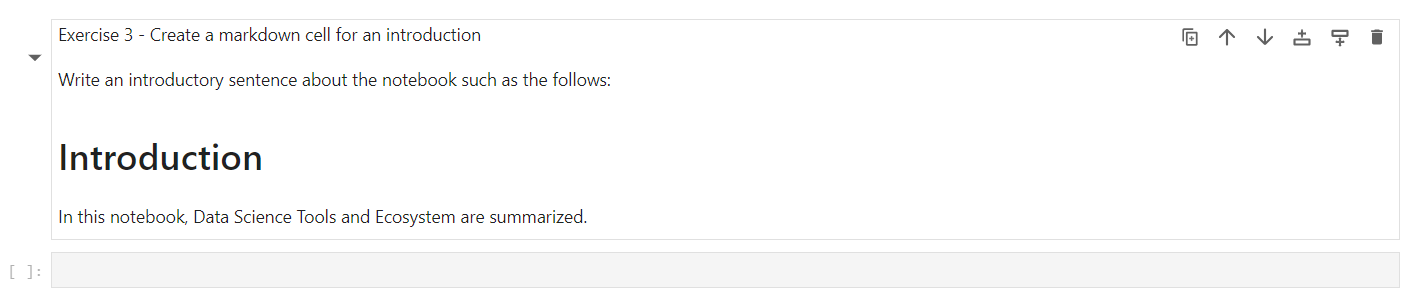 Exercise 3 - Create a markdown cell for an introduction
Write an introductory sentence about the notebook such as the follows:
Introduction
In this notebook, Data Science Tools and Ecosystem are summarized.
[ ]: